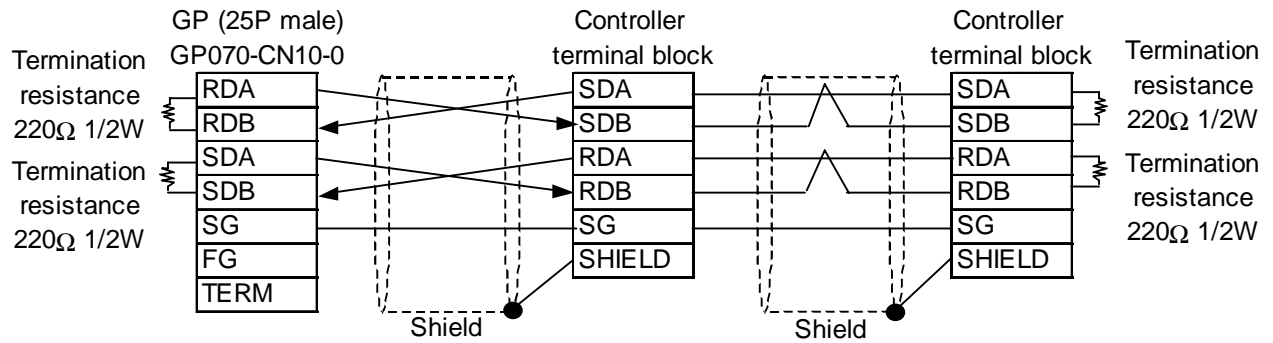 GP (25P male)
GP070-CN10-0
Termination
resistance
220Ω 1/2W
Termination
resistance
220Ω 1/2W
RDA
RDB
SDA
SDB
SG
FG
TERM
Shield
Controller
terminal block
SDA
SDB
RDA
RDB
SG
SHIELD
Shield
Controller
terminal block
SDA
SDB
RDA
RDB
SG
SHIELD
Termination
resistance
220Ω 1/2W
Termination
resistance
220Ω 1/2W